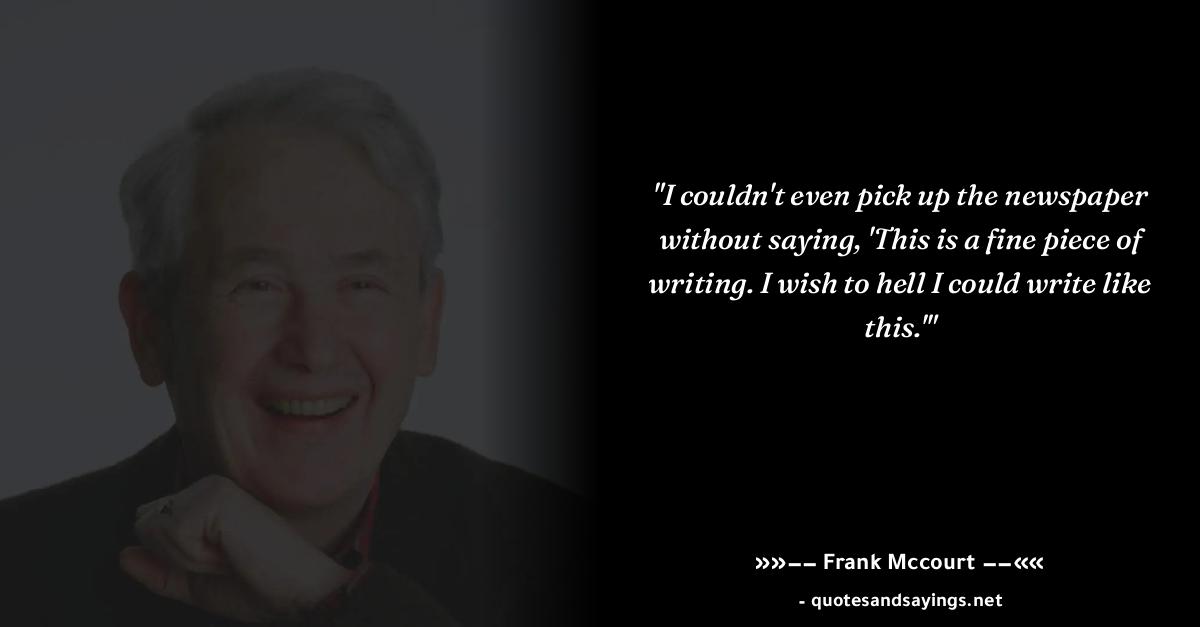 "I couldn't even pick up the newspaper
without saying, 'This is a fine piece of
writing. I wish to hell I could write like
this.'"
»»–– Frank Mccourt ––««
- quotesandsayings.net